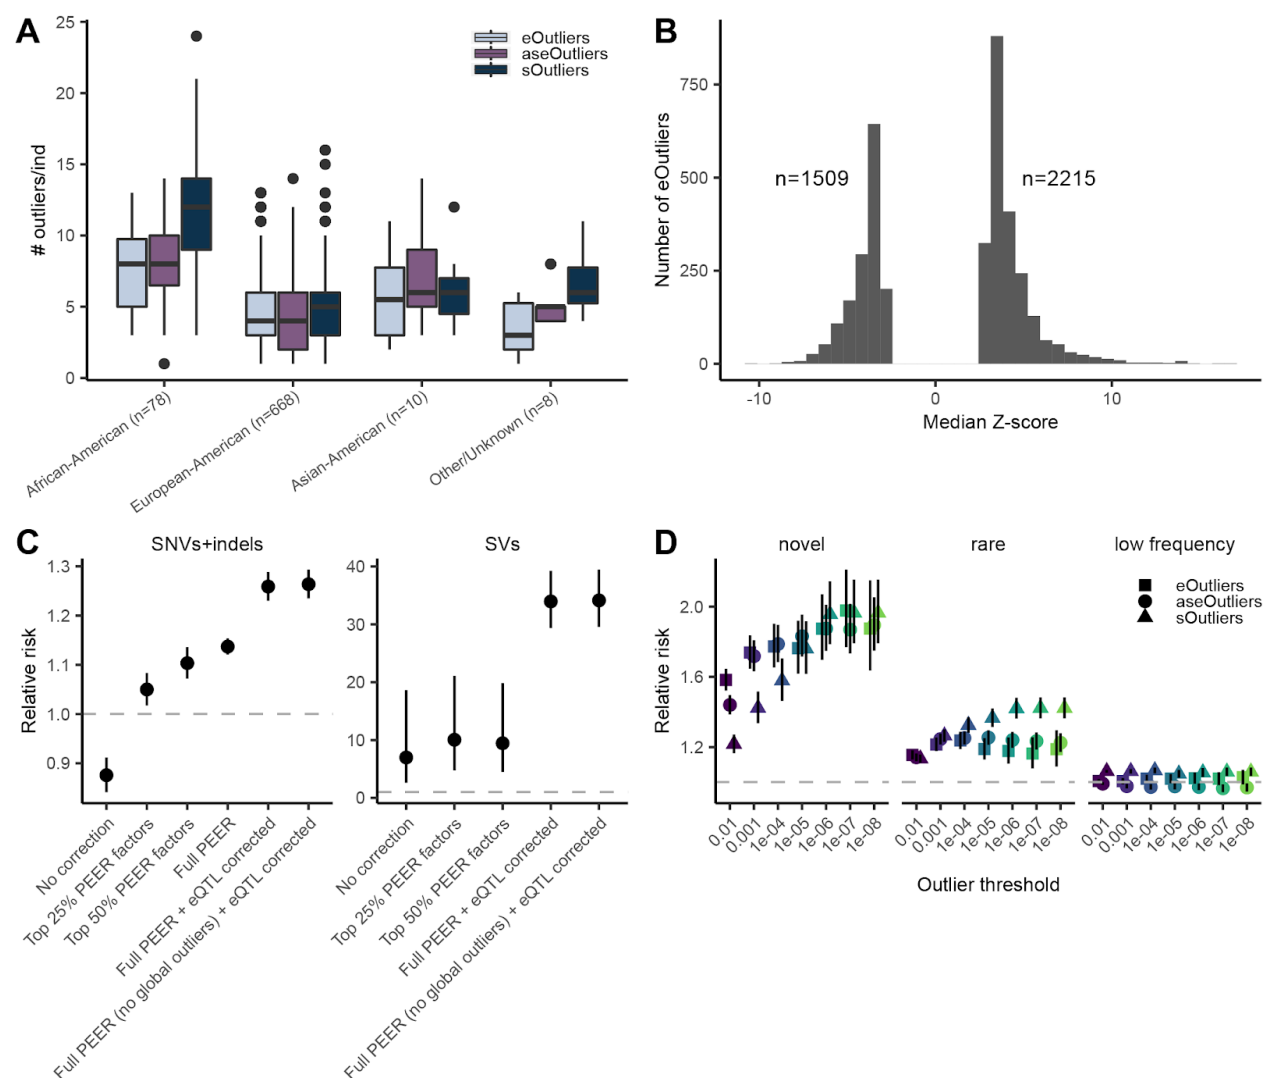 A
25
20
15
10
5
0
# outliers/ind
eOutliers
aseOutliers
sOutliers
African-American (n=78)
European-American (n=668)
Asian-American (n=10)
Other/Unknown (n=8)
B
750
500
250
0
Number of eOutliers
n=1509
n=2215
-10
0
10
Median Z-score
C
SNVs+indels
1.3
1.2
1.1
1.0
0.9
Relative risk
No correction
Top 25% PEER factors
Top 50% PEER factors
Full PEER
Full PEER + eQTL corrected
Full PEER (no global outliers) + eQTL corrected
SVs
40
30
20
10
0
No correction
Top 25% PEER factors
Top 50% PEER factors
Full PEER + eQTL corrected
Full PEER (no global outliers) + eQTL corrected
D
novel
rare
low frequency
2.0
1.6
1.2
Relative risk
eOutliers
aseOutliers
sOutliers
0.01
0.001
1e-04
1e-05
1e-06
1e-07
1e-08
0.01
0.001
1e-04
1e-05
1e-06
1e-07
1e-08
0.01
0.001
1e-04
1e-05
1e-06
1e-07
1e-08
Outlier threshold